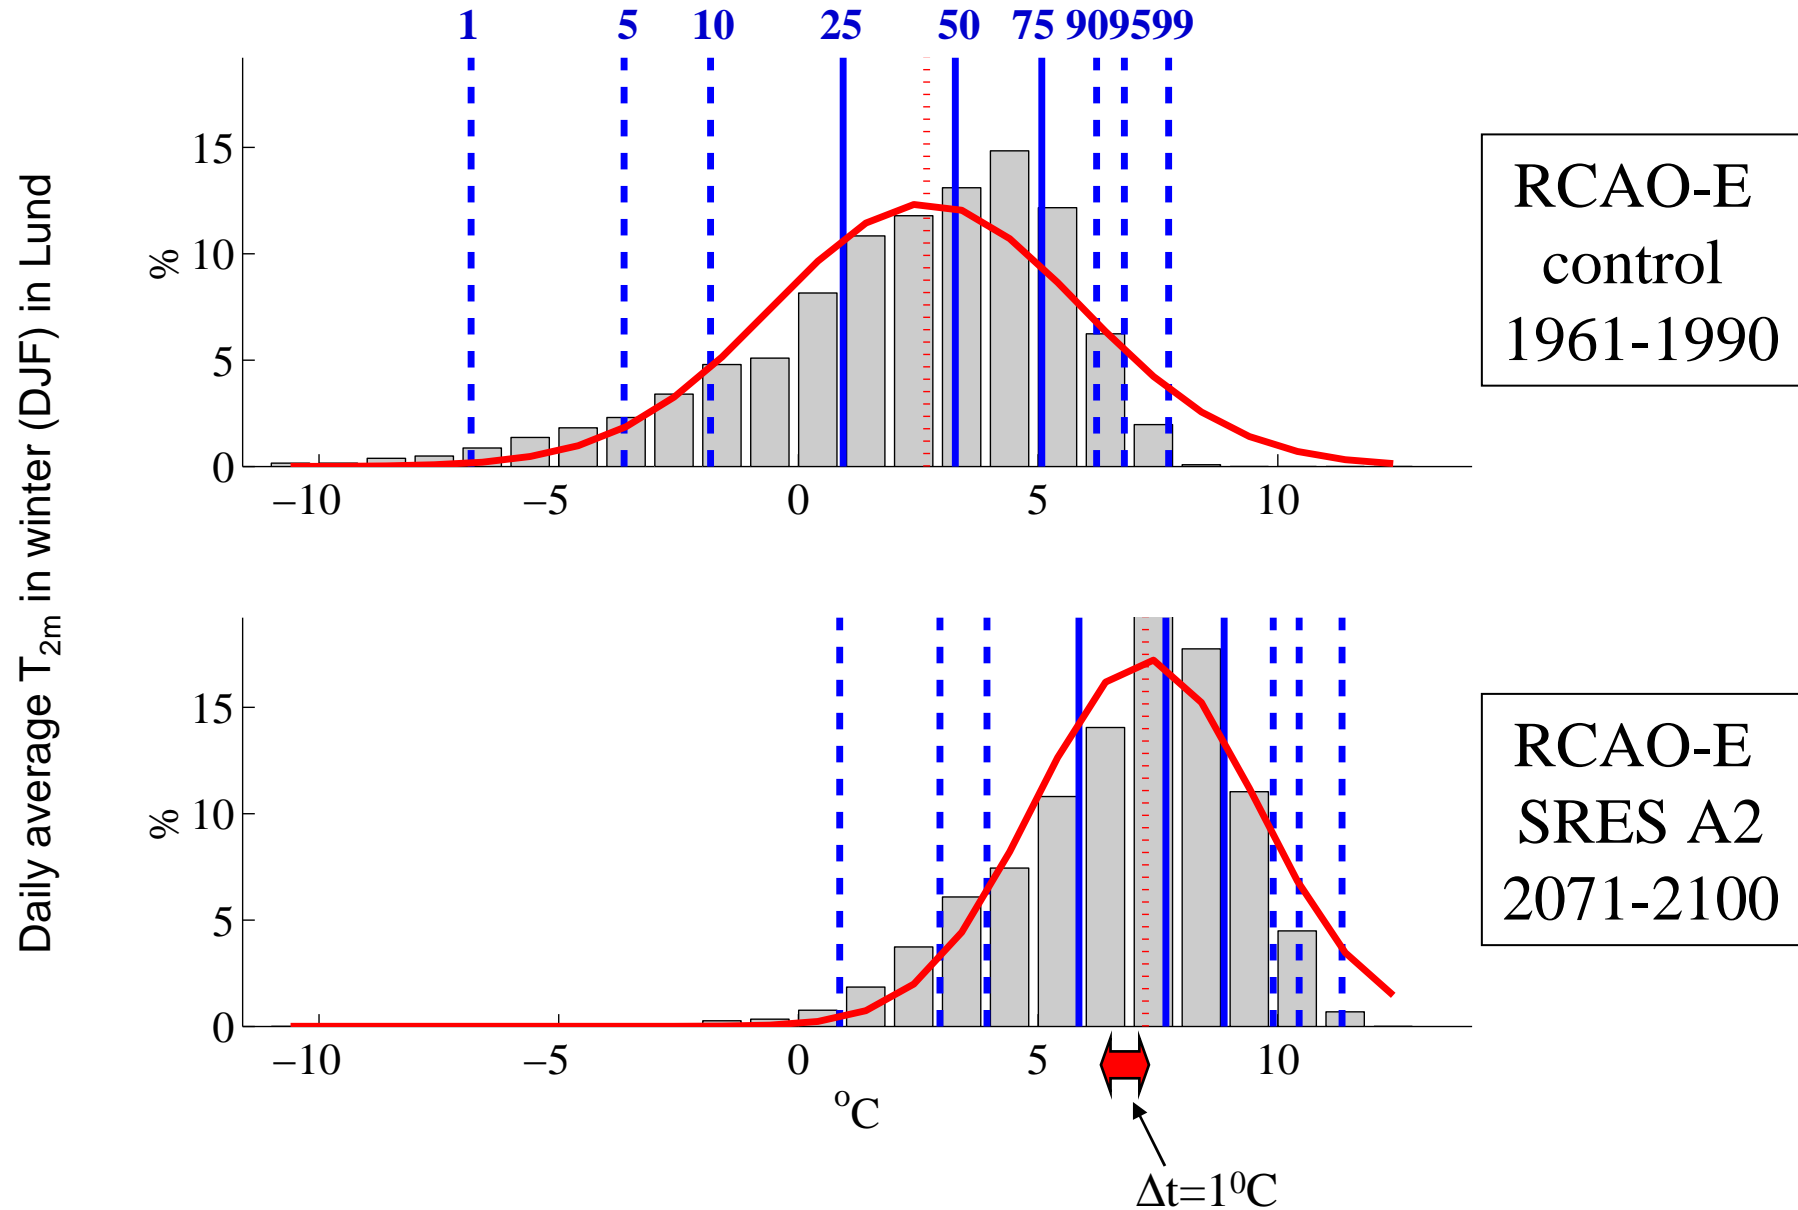 1 5 10 25 50 75 90 95 99
Daily average T₂ₘ in winter (DJF) in Lund
15
10
5
0
%
−10 −5 0 5 10
RCAO-E
control
1961-1990
15
10
5
0
%
−10 −5 0 5 10
°C
RCAO-E
SRES A2
2071-2100
Δt=1⁰C